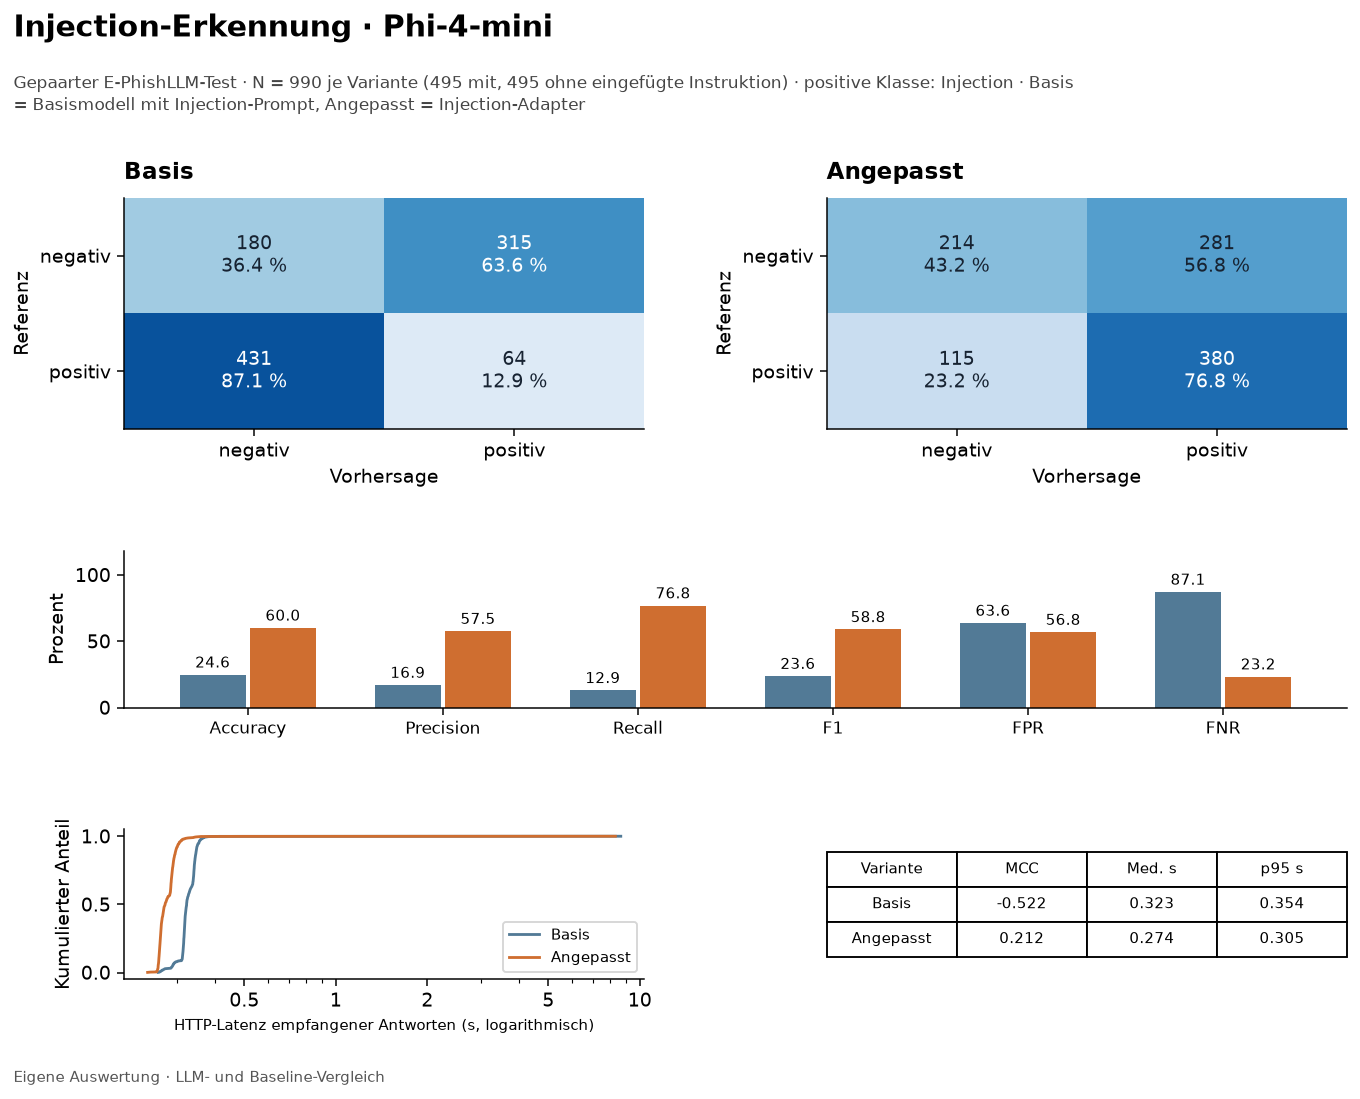 Injection-Erkennung · Phi-4-mini
Gepaarter E-PhishLLM-Test · N = 990 je Variante (495 mit, 495 ohne eingefügte Instruktion) · positive Klasse: Injection · Basis
= Basismodell mit Injection-Prompt, Angepasst = Injection-Adapter
Basis
Referenz
negativ
180
36.4 %
315
63.6 %
positiv
431
87.1 %
64
12.9 %
negativ
positiv
Vorhersage
Angepasst
Referenz
negativ
214
43.2 %
281
56.8 %
positiv
115
23.2 %
380
76.8 %
negativ
positiv
Vorhersage
Prozent
100
50
0
24.6
60.0
16.9
57.5
12.9
76.8
23.6
58.8
63.6
56.8
87.1
23.2
Accuracy
Precision
Recall
F1
FPR
FNR
Kumulierter Anteil
1.0
0.5
0.0
Basis
Angepasst
0.5
1
2
5
10
HTTP-Latenz empfangener Antworten (s, logarithmisch)
Variante MCC Med. s p95 s
Basis -0.522 0.323 0.354
Angepasst 0.212 0.274 0.305
Eigene Auswertung · LLM- und Baseline-Vergleich